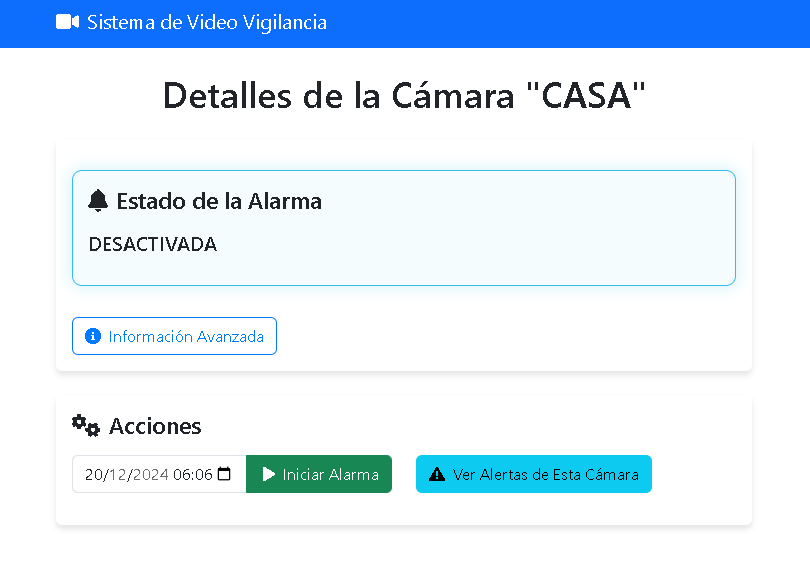 Sistema de Video Vigilancia
Detalles de la Cámara "CASA"
Estado de la Alarma
DESACTIVADA
Información Avanzada
Acciones
20/12/2024 06:06 Iniciar Alarma Ver Alertas de Esta Cámara